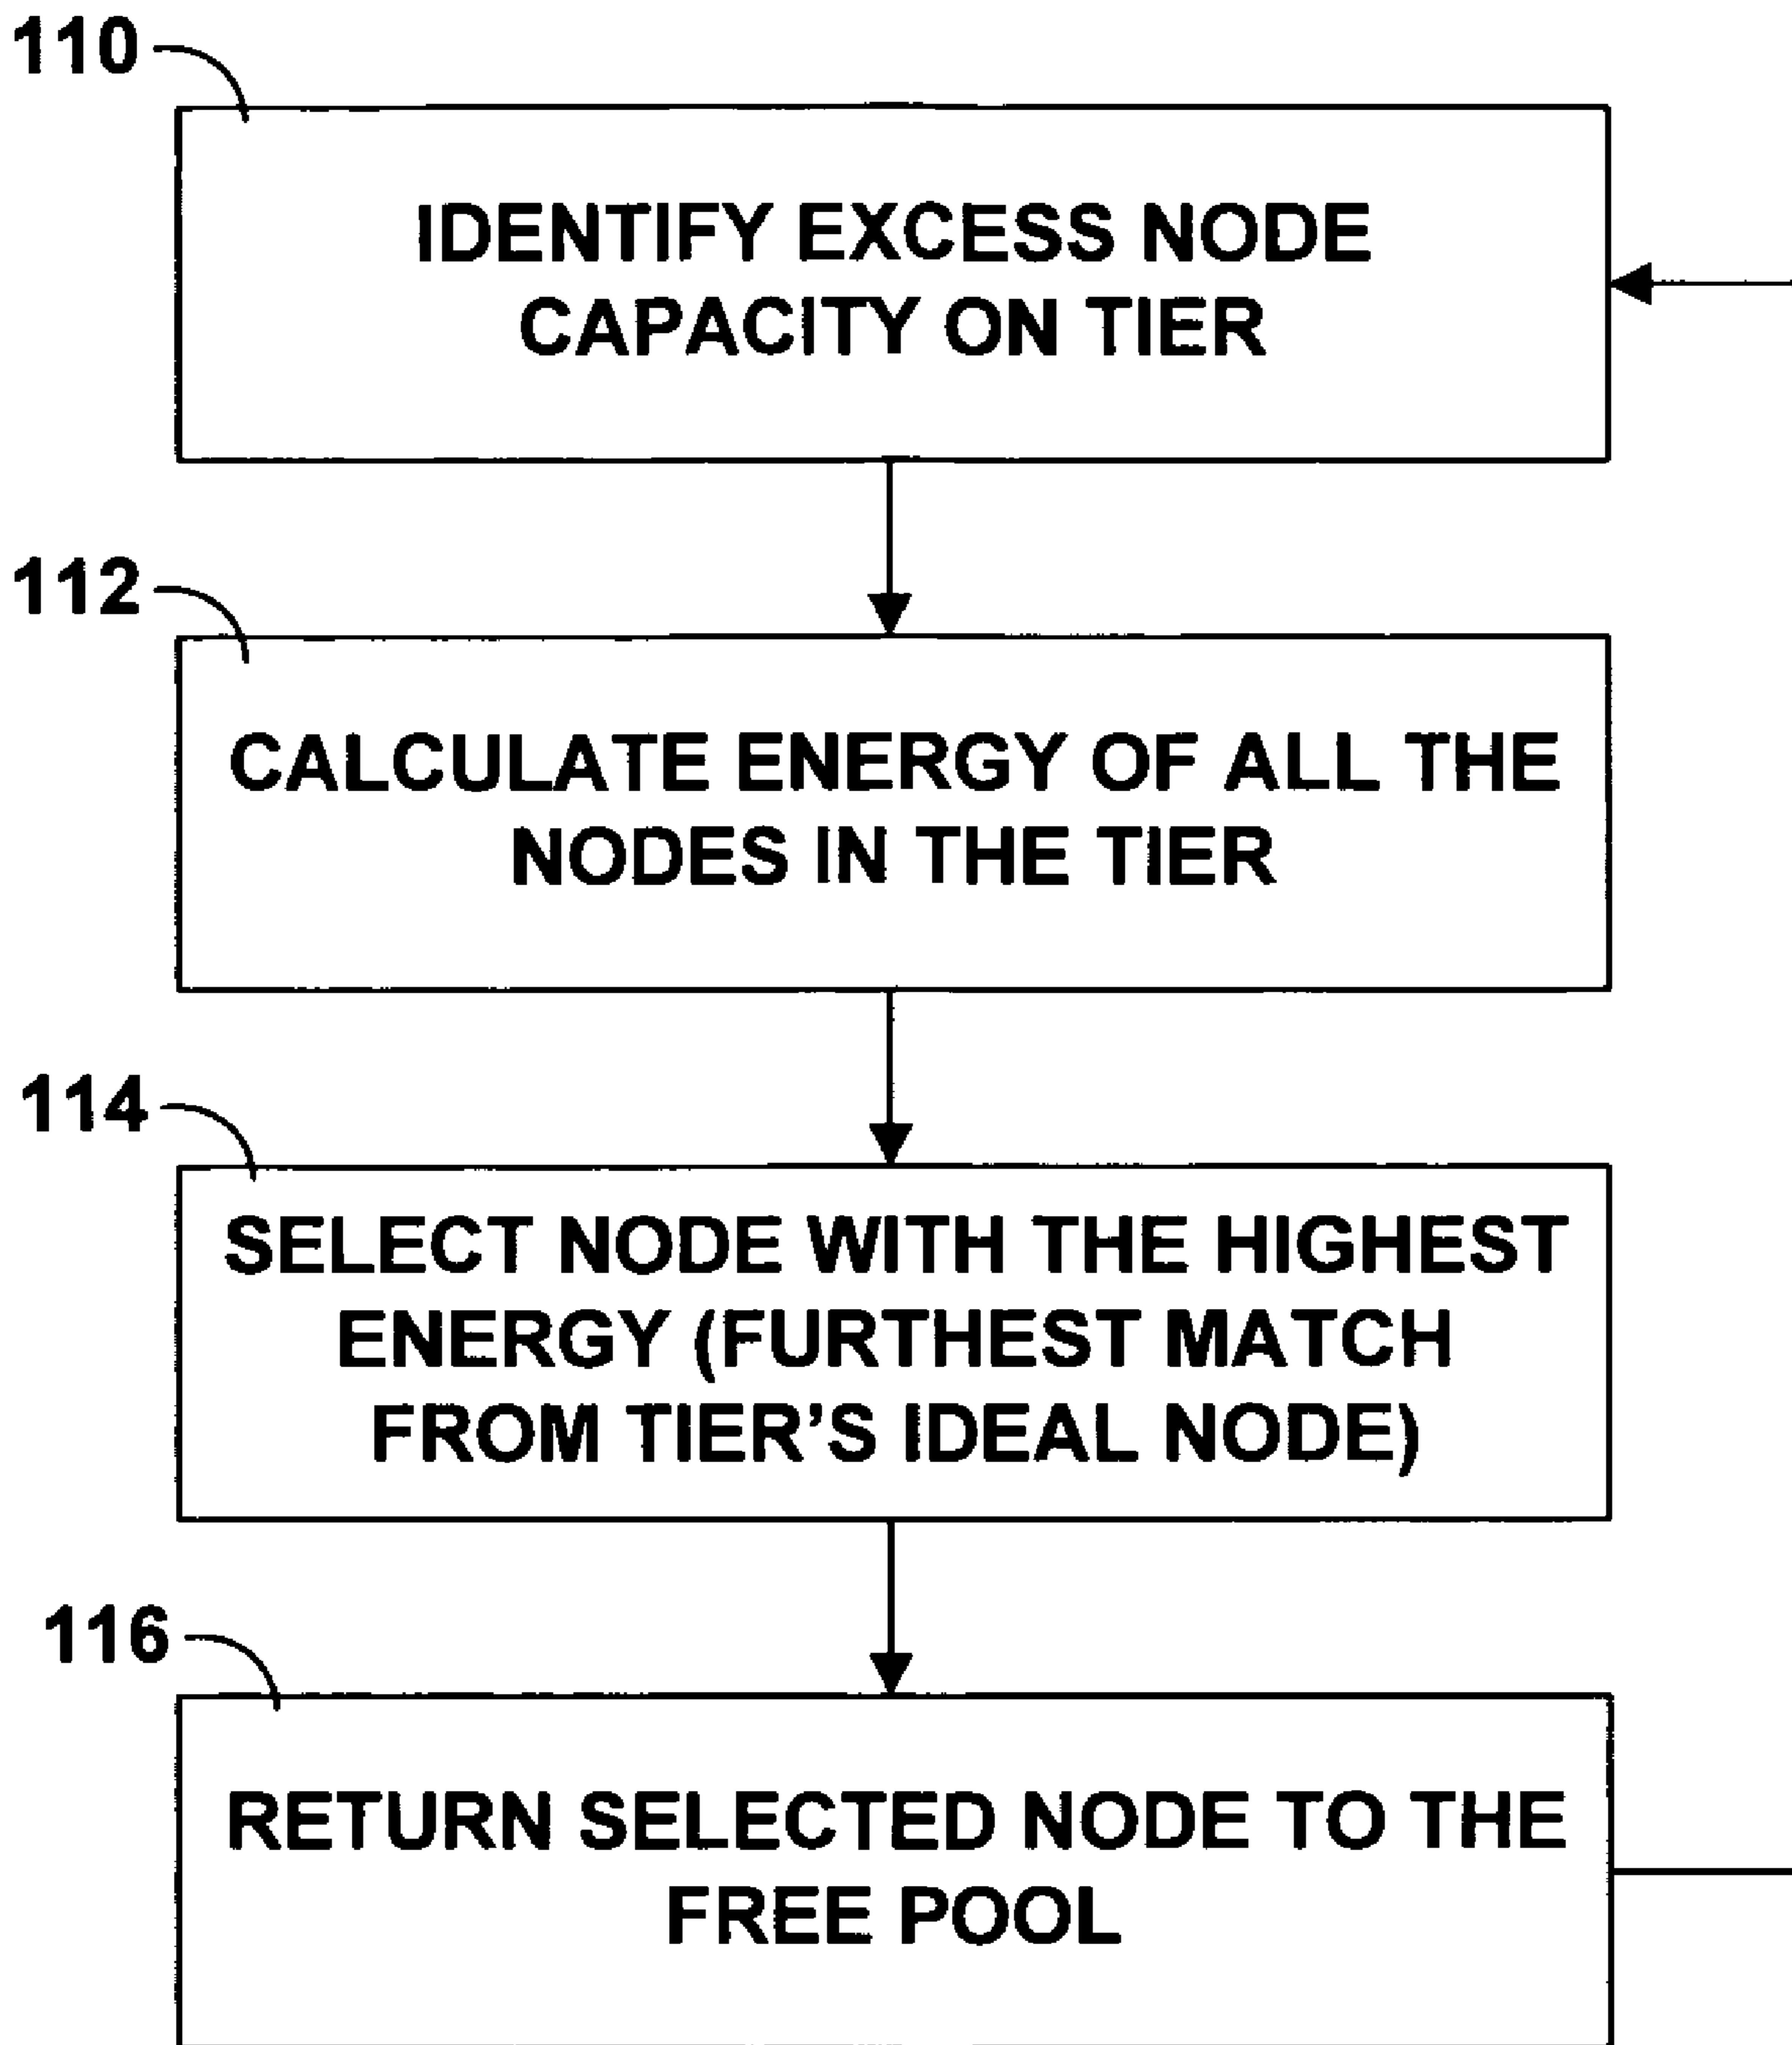 110
IDENTIFY EXCESS NODE
CAPACITY ON TIER
112
CALCULATE ENERGY OF ALL THE
NODES IN THE TIER
114
SELECT NODE WITH THE HIGHEST
ENERGY (FURTHEST MATCH
FROM TIER'S IDEAL NODE)
116
RETURN SELECTED NODE TO THE
FREE POOL